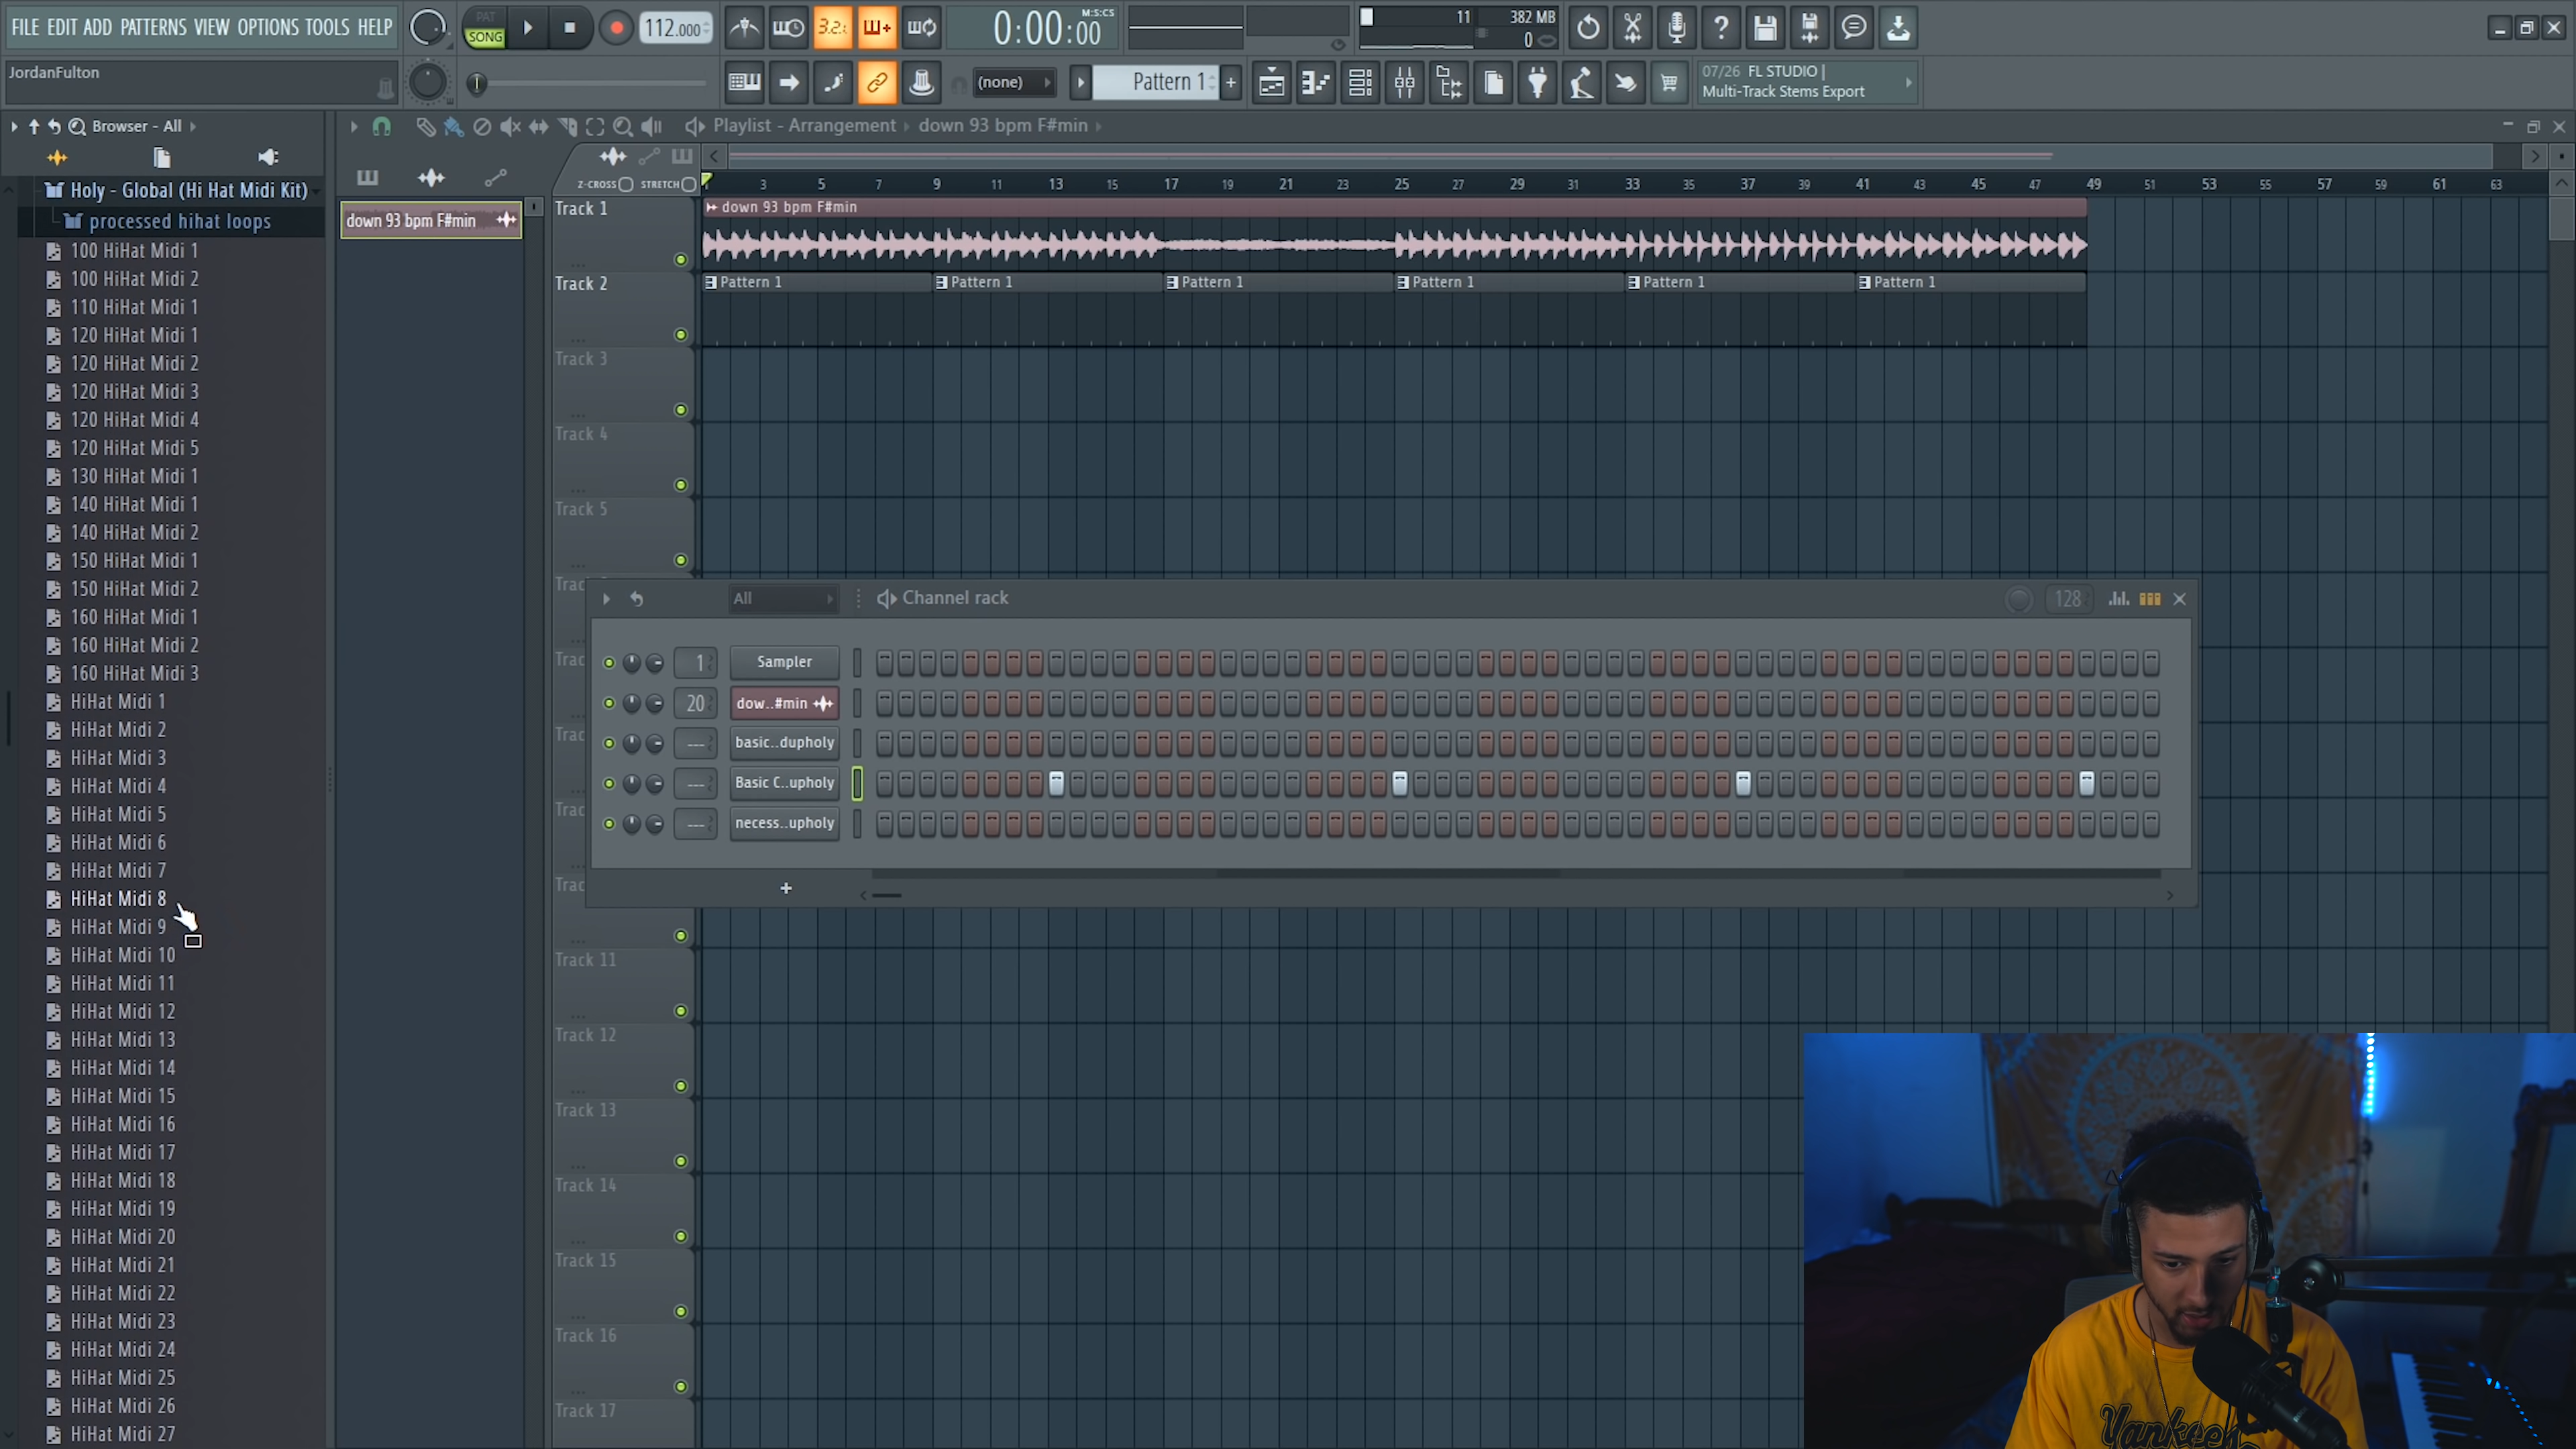 FILE EDIT ADD PATTERNS VIEW OPTIONS TOOLS HELP
PAT
SONG
112.000
3.2.
0:00:00
M:S:CS
11
382 MB
0
JordanFulton
(none)
Pattern 1
07/26 FL STUDIO |
Multi-Track Stems Export
Browser - All
Playlist - Arrangement
down 93 bpm F#min
Holy - Global (Hi Hat Midi Kit)
processed hihat loops
100 HiHat Midi 1
100 HiHat Midi 2
110 HiHat Midi 1
120 HiHat Midi 1
120 HiHat Midi 2
120 HiHat Midi 3
120 HiHat Midi 4
120 HiHat Midi 5
130 HiHat Midi 1
140 HiHat Midi 1
140 HiHat Midi 2
150 HiHat Midi 1
150 HiHat Midi 2
160 HiHat Midi 1
160 HiHat Midi 2
160 HiHat Midi 3
HiHat Midi 1
HiHat Midi 2
HiHat Midi 3
HiHat Midi 4
HiHat Midi 5
HiHat Midi 6
HiHat Midi 7
HiHat Midi 8
HiHat Midi 9
HiHat Midi 10
HiHat Midi 11
HiHat Midi 12
HiHat Midi 13
HiHat Midi 14
HiHat Midi 15
HiHat Midi 16
HiHat Midi 17
HiHat Midi 18
HiHat Midi 19
HiHat Midi 20
HiHat Midi 21
HiHat Midi 22
HiHat Midi 23
HiHat Midi 24
HiHat Midi 25
HiHat Midi 26
HiHat Midi 27
down 93 bpm F#min
Z-CROSS
STRETCH
3 5 7 9 11 13 15 17 19 21 23 25 27 29 31 33 35 37 39 41 43 45 47 49 51 53 55 57 59 61 63
Track 1
down 93 bpm F#min
Track 2
Pattern 1
Pattern 1
Pattern 1
Pattern 1
Pattern 1
Pattern 1
Track 3
Track 4
Track 5
Trac
Trac
Trac
Trac
Trac
Track 11
Track 12
Track 13
Track 14
Track 15
Track 16
Track 17
All
Channel rack
128
1
Sampler
20
dow..#min
---
basic..dupholy
---
Basic C..upholy
---
necess..upholy
+
Yankees